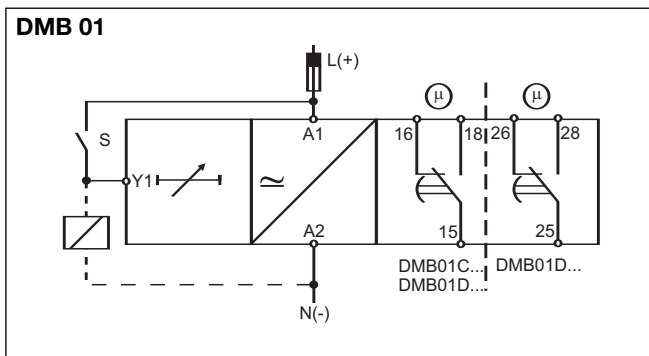 DMB 01
L(+)
μ μ
A1
16 18 26 28
S
Y1
≃
A2
15 25
DMB01C... DMB01D...
DMB01D...
N(-)